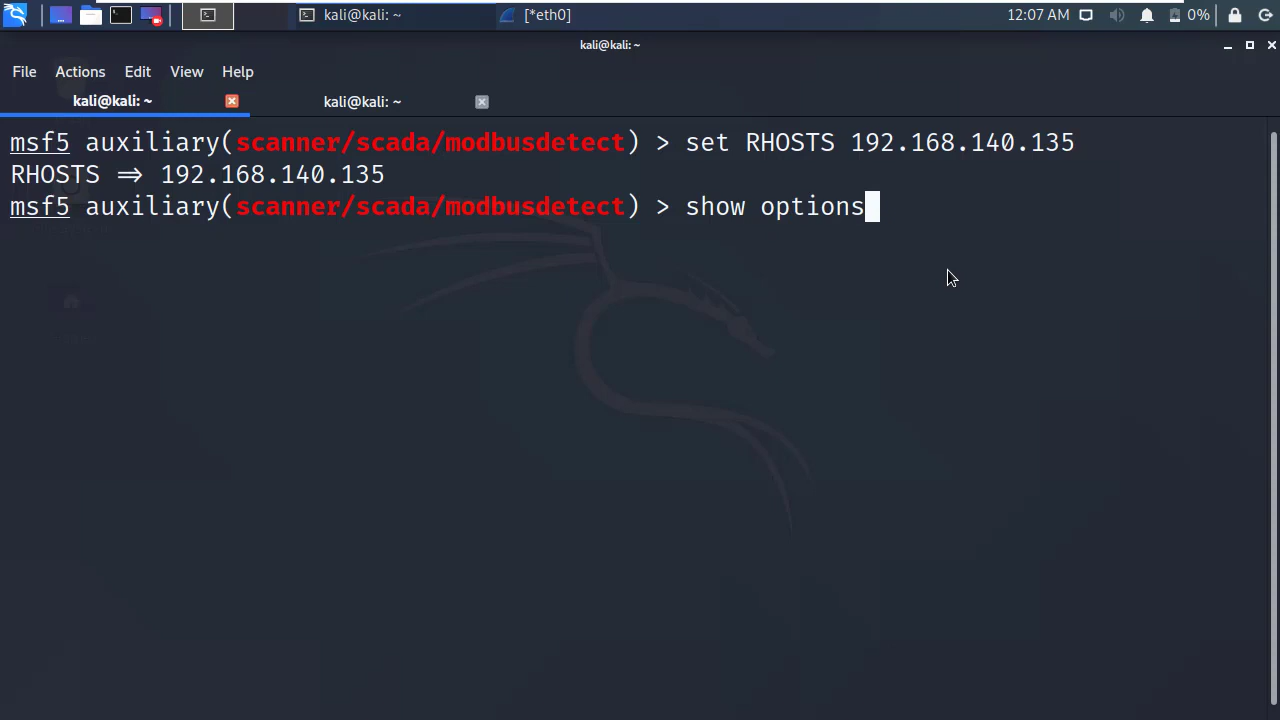 kali@kali: ~
[*eth0]
12:07 AM
0%
kali@kali: ~
File Actions Edit View Help
kali@kali: ~
kali@kali: ~
msf5 auxiliary(scanner/scada/modbusdetect) > set RHOSTS 192.168.140.135
RHOSTS => 192.168.140.135
msf5 auxiliary(scanner/scada/modbusdetect) > show options